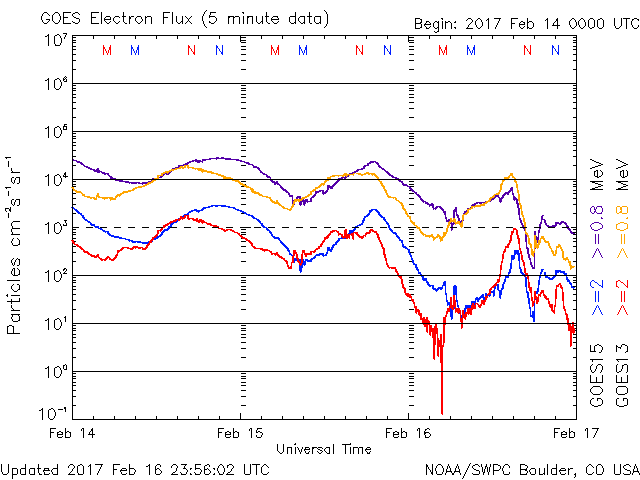 GOES Electron Flux (5 minute data)
Begin: 2017 Feb 14 0000 UTC
M M N N M M N N M M N N
10⁷
10⁶
10⁵
10⁴
10³
10²
10¹
10⁰
10⁻¹
Particles cm⁻²s⁻¹sr⁻¹
Feb 14 Feb 15 Feb 16 Feb 17
Universal Time
GOES15 >=2 >=0.8 MeV
GOES13 >=2 >=0.8 MeV
Updated 2017 Feb 16 23:56:02 UTC
NOAA/SWPC Boulder, CO USA